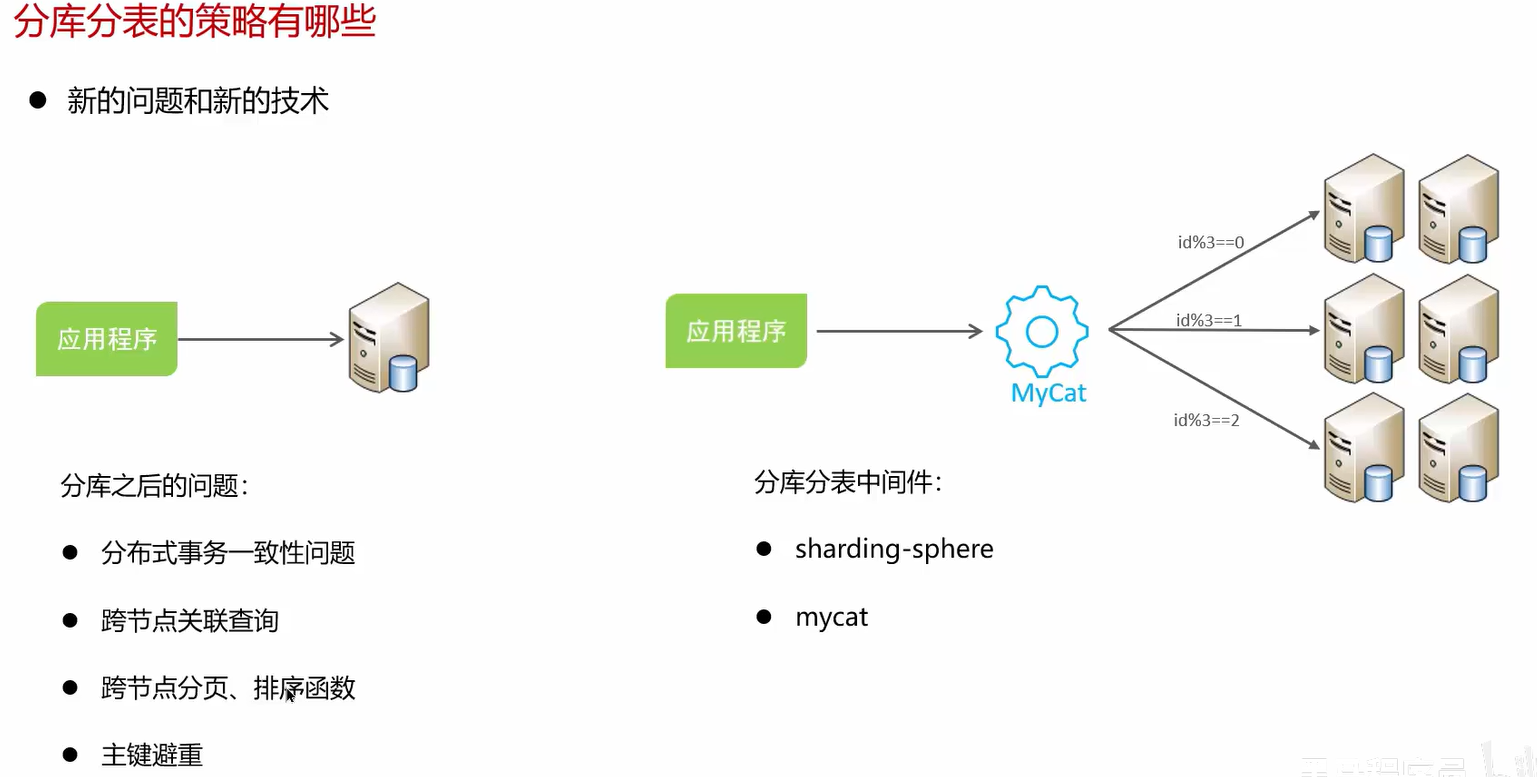 分库分表的策略有哪些
● 新的问题和新的技术
应用程序
应用程序
MyCat
id%3==0
id%3==1
id%3==2
分库之后的问题：
● 分布式事务一致性问题
● 跨节点关联查询
● 跨节点分页、排序函数
● 主键避重
分库分表中间件：
● sharding-sphere
● mycat